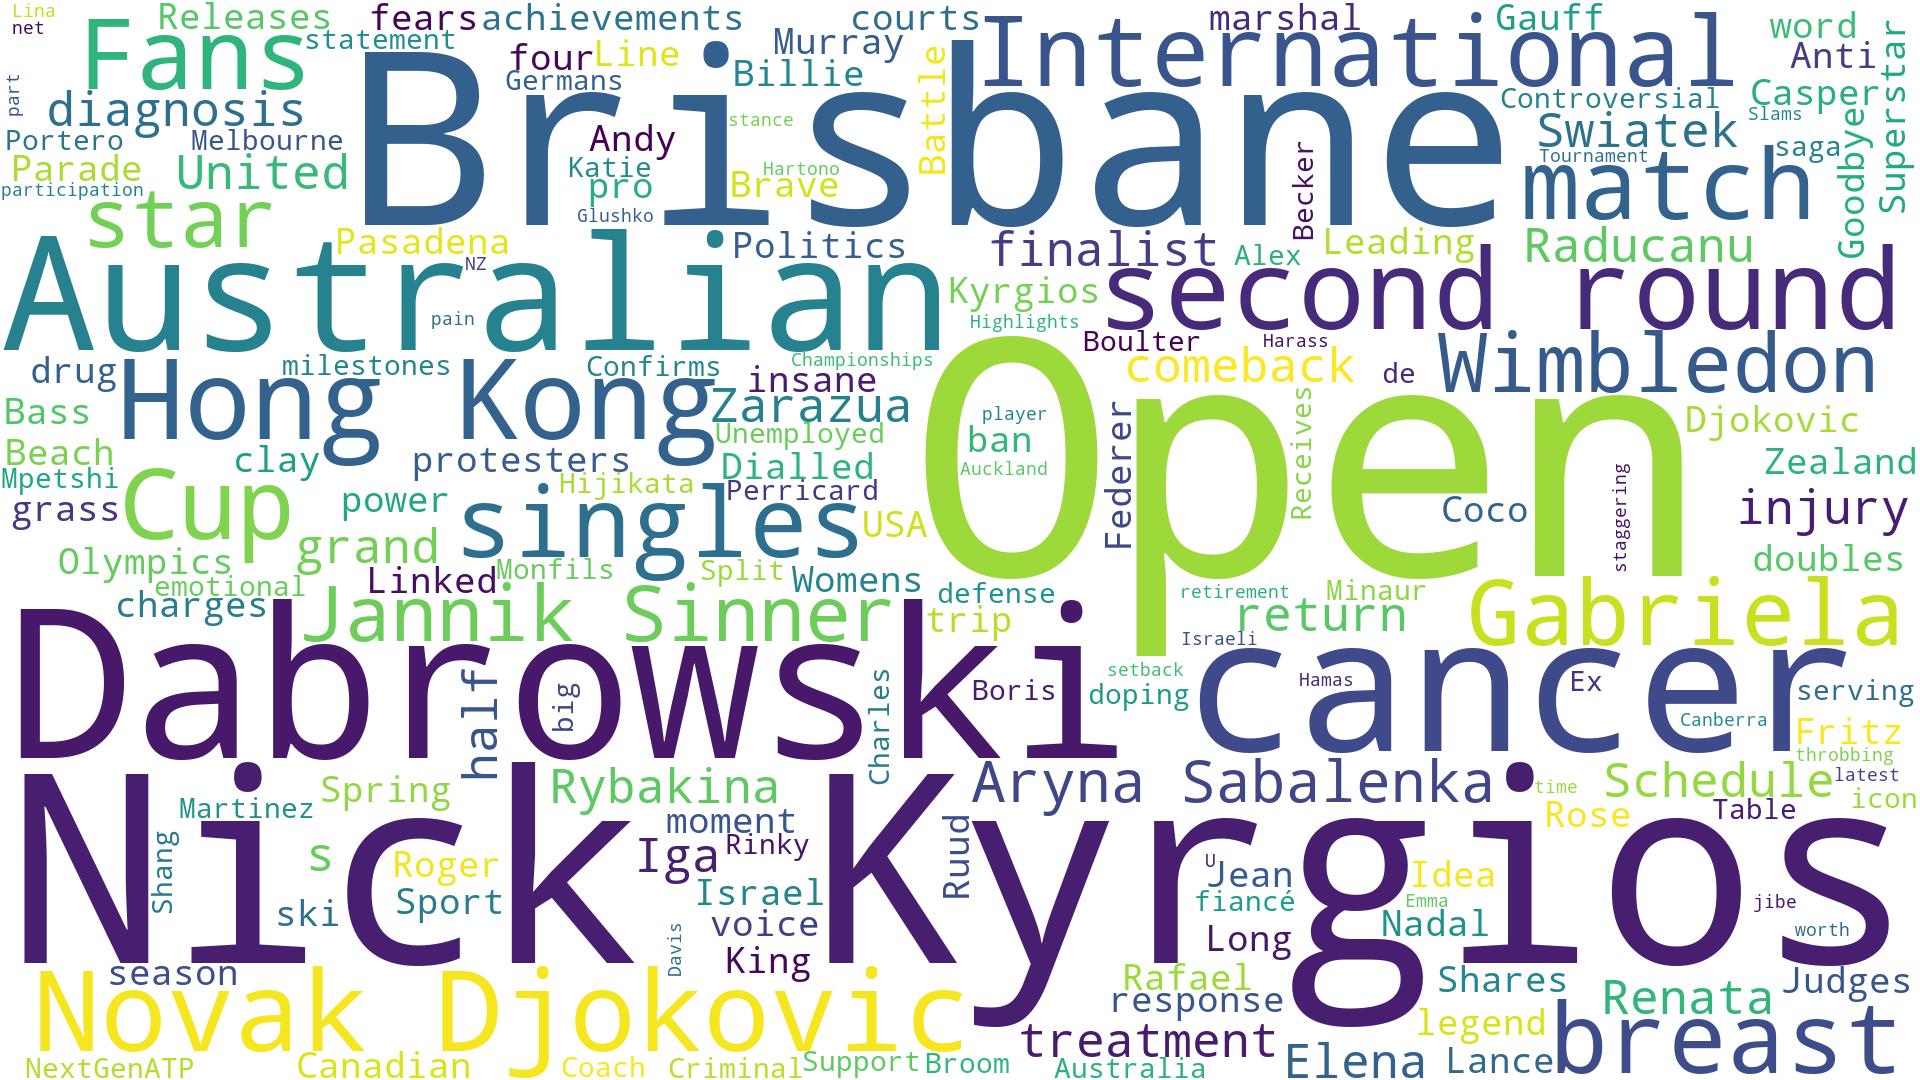 Lina
net
Releases
fears
achievements
courts
marshal
Gauff
word
Fans
statement
four
Line
Murray
International
Anti
Superstar
part
diagnosis
Germans
Billie
Battle
Brisbane
Controversial
Casper
Slams
Portero
Melbourne
Andy
stance
Swiatek
Tournament
saga
Goodbye
Parade
United
Katie
Hartono
pro
Brave
Becker
match
participation
star
Glushko
Pasadena
NZ
Politics
finalist
Alex
Leading
Raducanu
Australian
pain
Kyrgios
Highlights
second round
Boulter
Harass
drug
milestones
Confirms
Championships
insane
comeback
de
Wimbledon
Bass
Hong Kong
Zarazua
Unemployed
Open
player
ban
Auckland
Federer
Receives
Djokovic
Beach
clay
protesters
Dialled
Zealand
Mpetshi
grass
Cup
power
Hijikata
Perricard
singles
USA
Coco
staggering
injury
Olympics
grand
emotional
Linked
Monfils
Split
Womens
defense
retirement
Minaur
doubles
charges
Jannik Sinner
trip
return
Israeli
Gabriela
Dabrowski
half
big
Charles
Boris
setback
doping
cancer
Hamas
Ex
serving
Canberra
Fritz
throbbing
Nick Kyrgios
Spring
Martinez
Rybakina
Aryna Sabalenka
time
Schedule
latest
icon
Shang
moment
Rose
Table
s
Roger
Iga
Rinky
Ruud
U
Jean
Idea
ski
Sport
Israel
fiancé
Emma
jibe
voice
Nadal
worth
Davis
King
Long
season
Novak Djokovic
Rafael
Shares
Judges
response
Renata
treatment
legend
breast
NextGenATP
Canadian
Coach
Criminal
Support
Broom
Australia
Elena
Lance